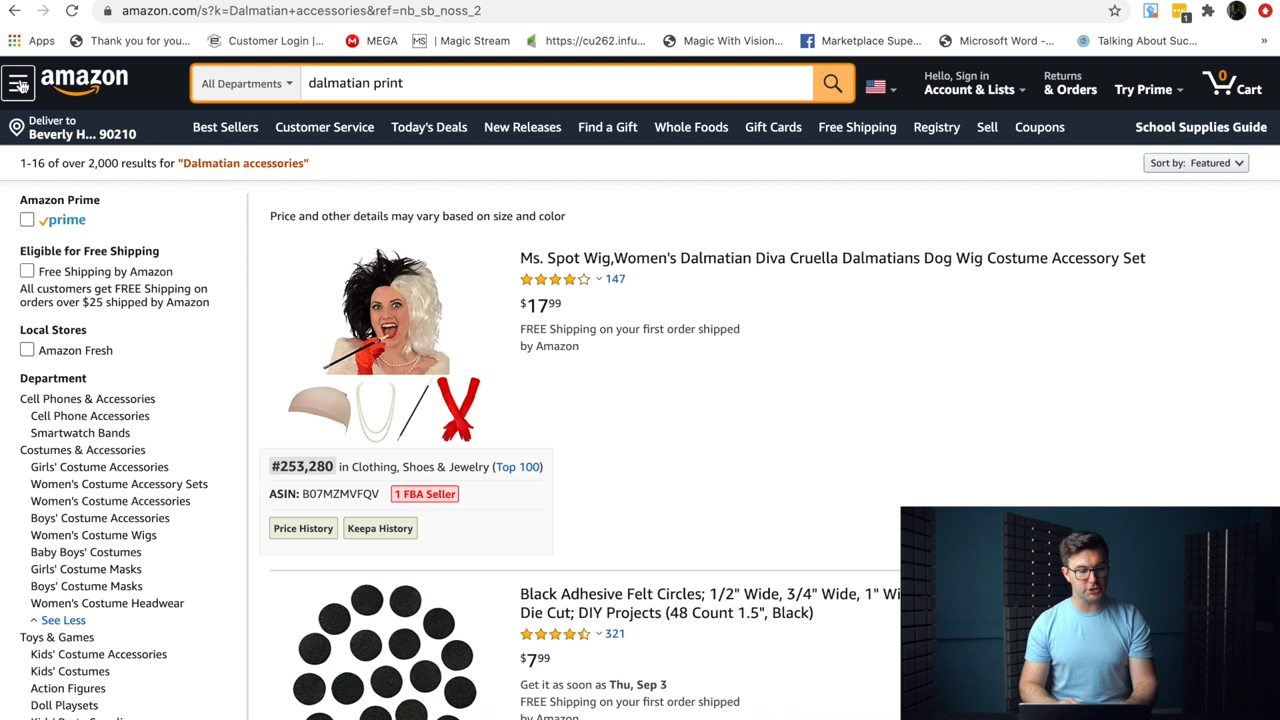 amazon.com/s?k=Dalmatian+accessories&ref=nb_sb_noss_2
1
Apps
Thank you for you...
Customer Login |...
MEGA
MS
| Magic Stream
https://cu262.infu...
Magic With Vision...
Marketplace Supe...
Microsoft Word -...
Talking About Suc...
»
amazon
All Departments
dalmatian print
Hello, Sign in
Account & Lists
Returns
& Orders
Try Prime
0
Cart
Deliver to
Beverly H... 90210
Best Sellers
Customer Service
Today's Deals
New Releases
Find a Gift
Whole Foods
Gift Cards
Free Shipping
Registry
Sell
Coupons
School Supplies Guide
1-16 of over 2,000 results for "Dalmatian accessories"
Sort by: Featured
Amazon Prime
prime
Eligible for Free Shipping
Free Shipping by Amazon
All customers get FREE Shipping on
orders over $25 shipped by Amazon
Local Stores
Amazon Fresh
Department
Cell Phones & Accessories
Cell Phone Accessories
Smartwatch Bands
Costumes & Accessories
Girls' Costume Accessories
Women's Costume Accessory Sets
Women's Costume Accessories
Boys' Costume Accessories
Women's Costume Wigs
Baby Boys' Costumes
Girls' Costume Masks
Boys' Costume Masks
Women's Costume Headwear
See Less
Toys & Games
Kids' Costume Accessories
Kids' Costumes
Action Figures
Doll Playsets
Price and other details may vary based on size and color
Ms. Spot Wig,Women's Dalmatian Diva Cruella Dalmatians Dog Wig Costume Accessory Set
147
$1799
FREE Shipping on your first order shipped
by Amazon
#253,280 in Clothing, Shoes & Jewelry (Top 100)
ASIN: B07MZMVFQV 1 FBA Seller
Price History
Keepa History
Black Adhesive Felt Circles; 1/2" Wide, 3/4" Wide, 1" Wi
Die Cut; DIY Projects (48 Count 1.5", Black)
321
$799
Get it as soon as Thu, Sep 3
FREE Shipping on your first order shipped
by Amazon